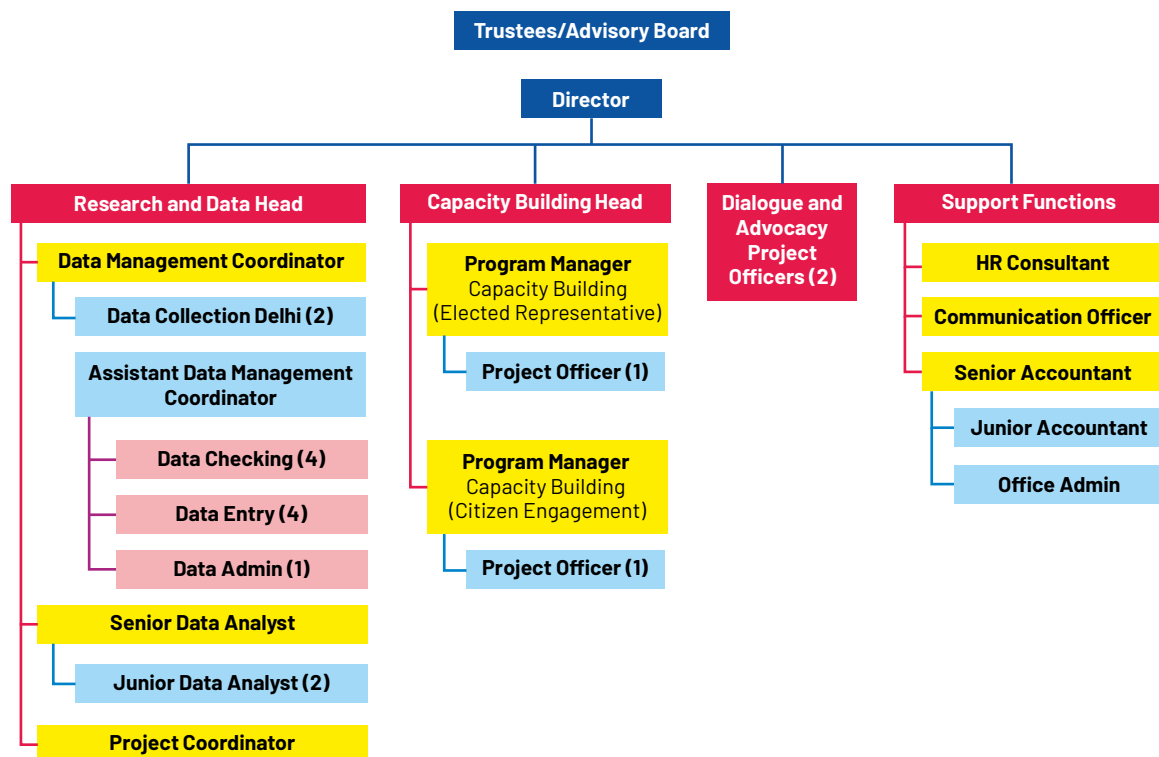 Trustees/Advisory Board
Director
Research and Data Head
Data Management Coordinator
Data Collection Delhi (2)
Assistant Data Management
Coordinator
Data Checking (4)
Data Entry (4)
Data Admin (1)
Senior Data Analyst
Junior Data Analyst (2)
Project Coordinator
Capacity Building Head
Program Manager
Capacity Building
(Elected Representative)
Project Officer (1)
Program Manager
Capacity Building
(Citizen Engagement)
Project Officer (1)
Dialogue and
Advocacy
Project
Officers (2)
Support Functions
HR Consultant
Communication Officer
Senior Accountant
Junior Accountant
Office Admin